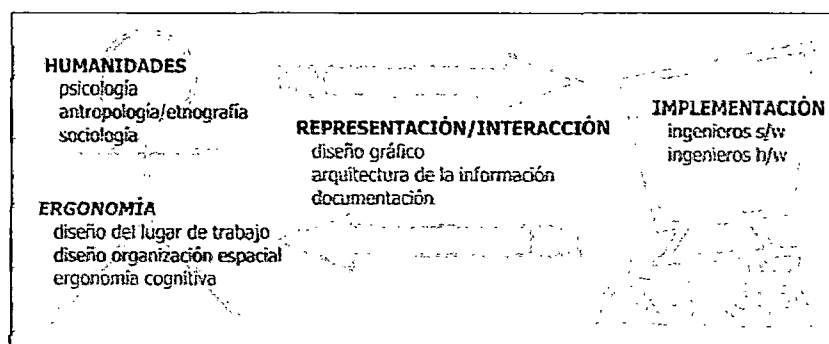 HUMANIDADES
psicología
antropología/etnografía
sociología
ERGONOMÍA
diseño del lugar de trabajo
diseño organización espacial
ergonomía cognitiva
REPRESENTACIÓN/INTERACCIÓN
diseño gráfico
arquitectura de la información
documentación
IMPLEMENTACIÓN
ingenieros s/w
ingenieros h/w